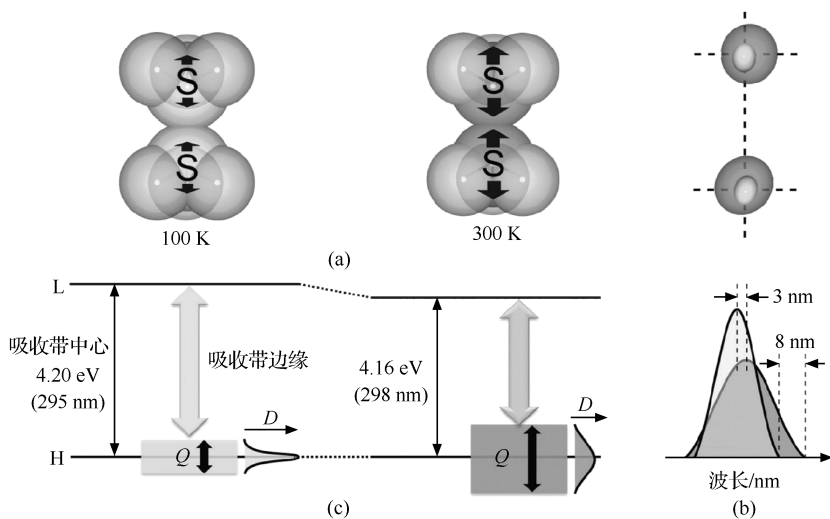 S
S
100 K
S
S
300 K
(a)
L
吸收带中心
4.20 eV
(295 nm)
吸收带边缘
4.16 eV
(298 nm)
D
D
H
Q
Q
(c)
3 nm
8 nm
波长/nm
(b)